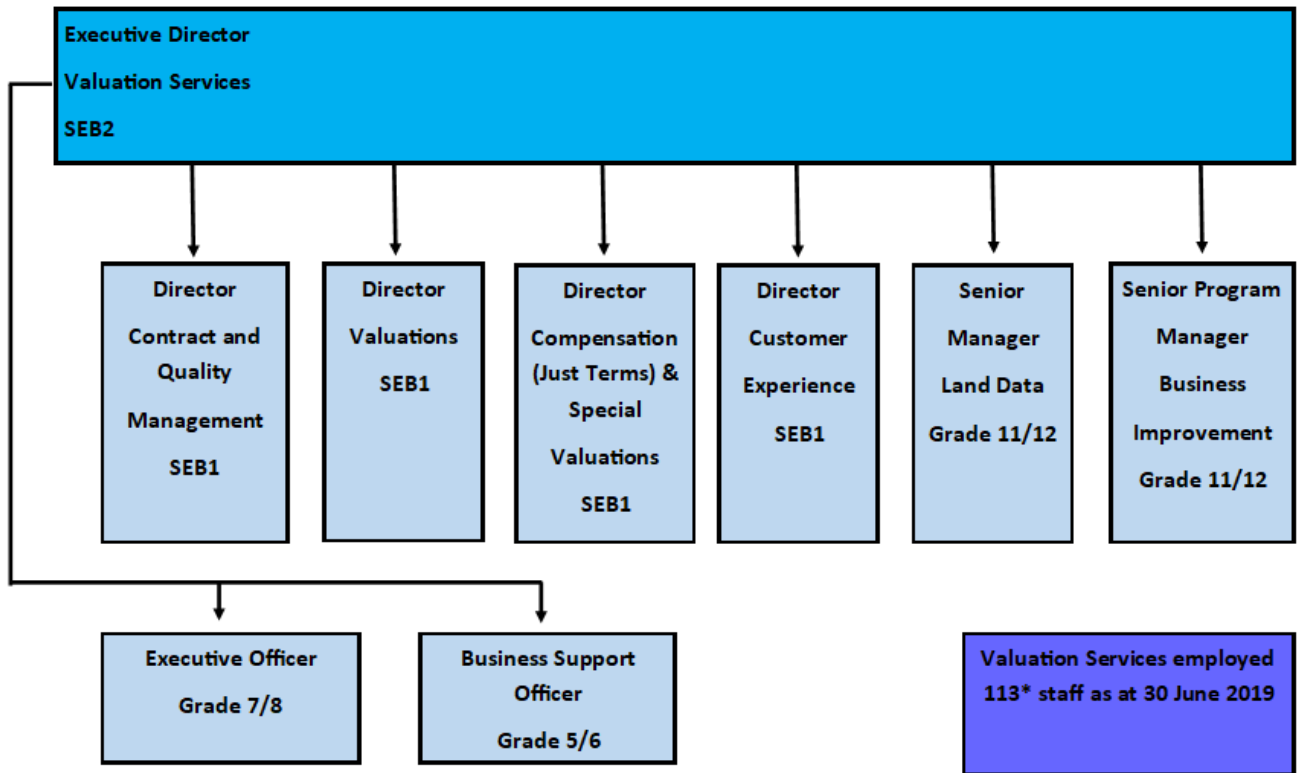 Executive Director
Valuation Services
SEB2
Director
Contract and
Quality
Management
SEB1
Director
Valuations
SEB1
Director
Compensation
(Just Terms) &
Special
Valuations
SEB1
Director
Customer
Experience
SEB1
Senior
Manager
Land Data
Grade 11/12
Senior Program
Manager
Business
Improvement
Grade 11/12
Executive Officer
Grade 7/8
Business Support
Officer
Grade 5/6
Valuation Services employed
113* staff as at 30 June 2019